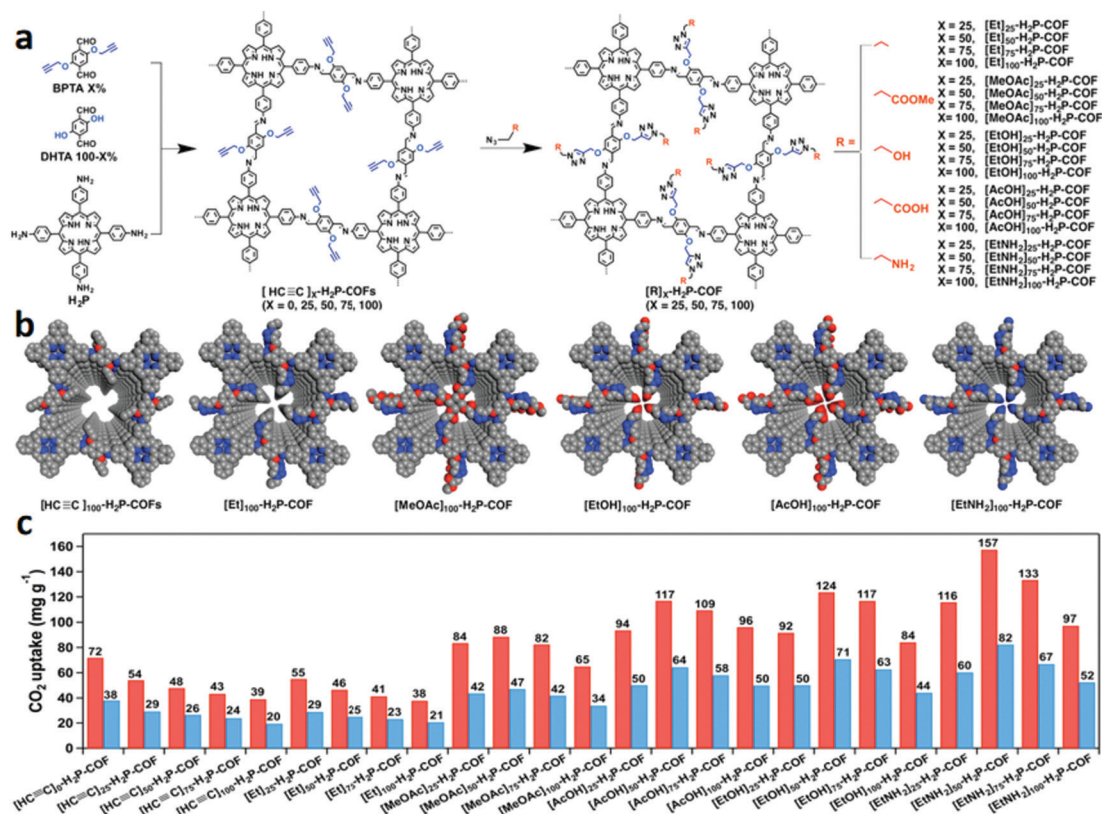 a
CHO
O
O
CHO
BPTA X%
CHO
OH
HO
CHO
DHTA 100-X%
NH2
H2N
NH2
NH2
H2P
[HC≡C]X-H2P-COFs
(X = 0, 25, 50, 75, 100)
N3
R
[R]X-H2P-COF
(X = 25, 50, 75, 100)
R =
COOMe
OH
COOH
NH2
X = 25, [Et]25-H2P-COF
X = 50, [Et]50-H2P-COF
X = 75, [Et]75-H2P-COF
X= 100, [Et]100-H2P-COF
X = 25, [MeOAc]25-H2P-COF
X = 50, [MeOAc]50-H2P-COF
X = 75, [MeOAc]75-H2P-COF
X= 100, [MeOAc]100-H2P-COF
X = 25, [EtOH]25-H2P-COF
X = 50, [EtOH]50-H2P-COF
X = 75, [EtOH]75-H2P-COF
X= 100, [EtOH]100-H2P-COF
X = 25, [AcOH]25-H2P-COF
X = 50, [AcOH]50-H2P-COF
X = 75, [AcOH]75-H2P-COF
X= 100, [AcOH]100-H2P-COF
X = 25, [EtNH2]25-H2P-COF
X = 50, [EtNH2]50-H2P-COF
X = 75, [EtNH2]75-H2P-COF
X= 100, [EtNH2]100-H2P-COF
b
[HC≡C]100-H2P-COFs
[Et]100-H2P-COF
[MeOAc]100-H2P-COF
[EtOH]100-H2P-COF
[AcOH]100-H2P-COF
[EtNH2]100-H2P-COF
c
CO2 uptake (mg g-1)
160
140
120
100
80
60
40
20
0
72 38
54 29
48 26
43 24
39 20
55 29
46 25
41 23
38 21
84 42
88 47
82 42
65 34
94 50
117 64
109 58
96 50
92 50
124 71
117 63
84 44
116 60
157 82
133 67
97 52
[HC≡C]0-H2P-COF
[HC≡C]25-H2P-COF
[HC≡C]50-H2P-COF
[HC≡C]75-H2P-COF
[HC≡C]100-H2P-COF
[Et]25-H2P-COF
[Et]50-H2P-COF
[Et]75-H2P-COF
[Et]100-H2P-COF
[MeOAc]25-H2P-COF
[MeOAc]50-H2P-COF
[MeOAc]75-H2P-COF
[MeOAc]100-H2P-COF
[AcOH]25-H2P-COF
[AcOH]50-H2P-COF
[AcOH]75-H2P-COF
[AcOH]100-H2P-COF
[EtOH]25-H2P-COF
[EtOH]50-H2P-COF
[EtOH]75-H2P-COF
[EtOH]100-H2P-COF
[EtNH2]25-H2P-COF
[EtNH2]50-H2P-COF
[EtNH2]75-H2P-COF
[EtNH2]100-H2P-COF